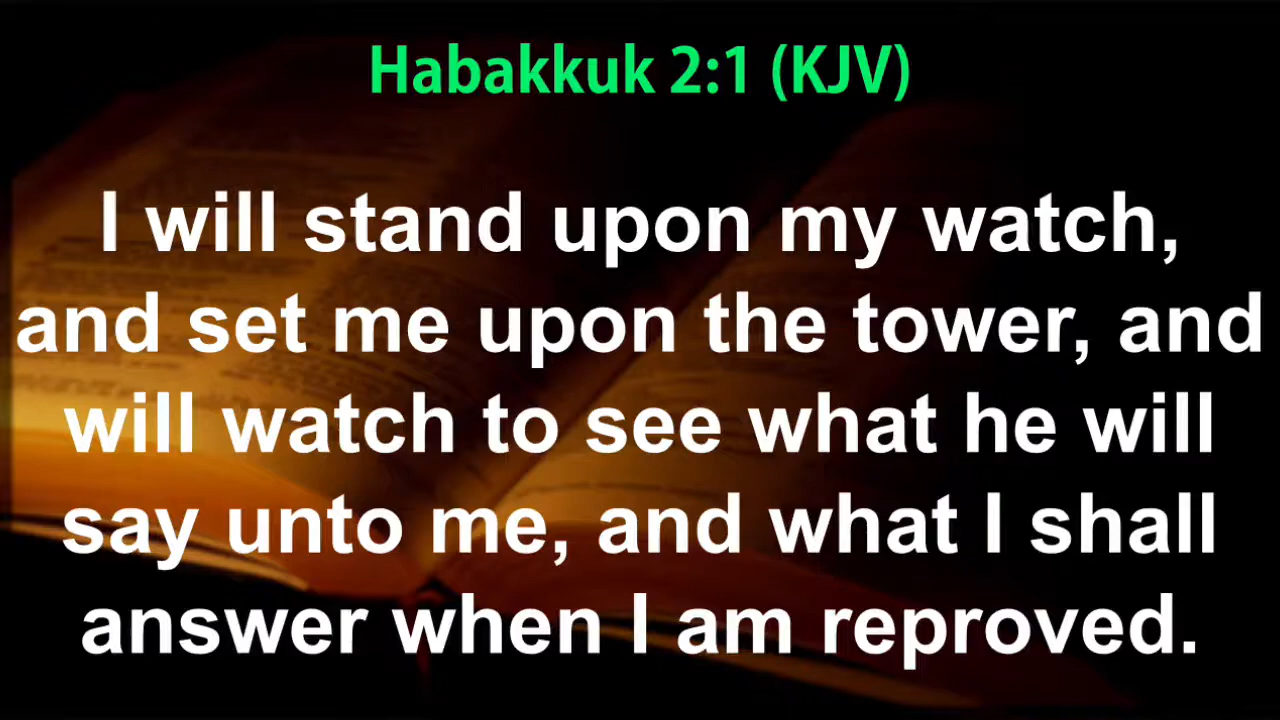 Habakkuk 2:1 (KJV)
I will stand upon my watch,
and set me upon the tower, and
will watch to see what he will
say unto me, and what I shall
answer when I am reproved.